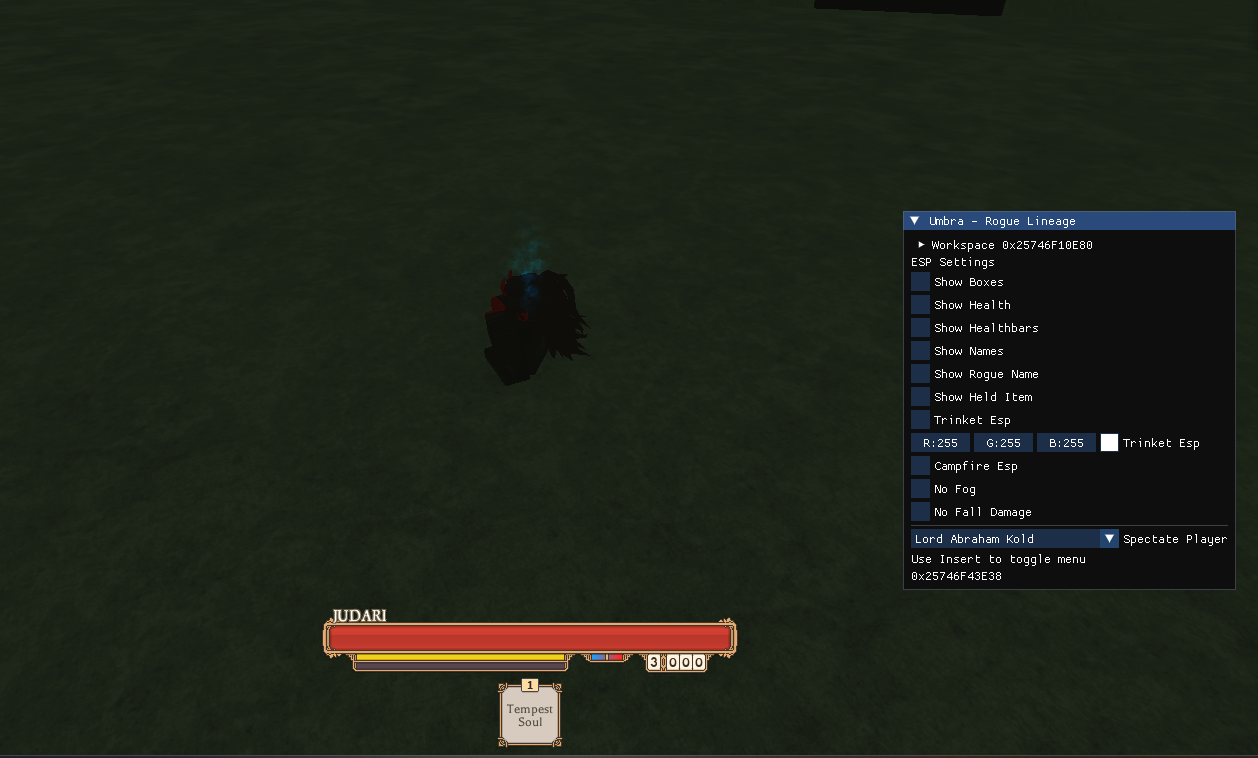 Umbra - Rogue Lineage
Workspace 0x25746F10E80
ESP Settings
Show Boxes
Show Health
Show Healthbars
Show Names
Show Rogue Name
Show Held Item
Trinket Esp
R:255 G:255 B:255 Trinket Esp
Campfire Esp
No Fog
No Fall Damage
Lord Abraham Kold Spectate Player
Use Insert to toggle menu
0x25746F43E38
JUDARI
3 000
1
Tempest
Soul